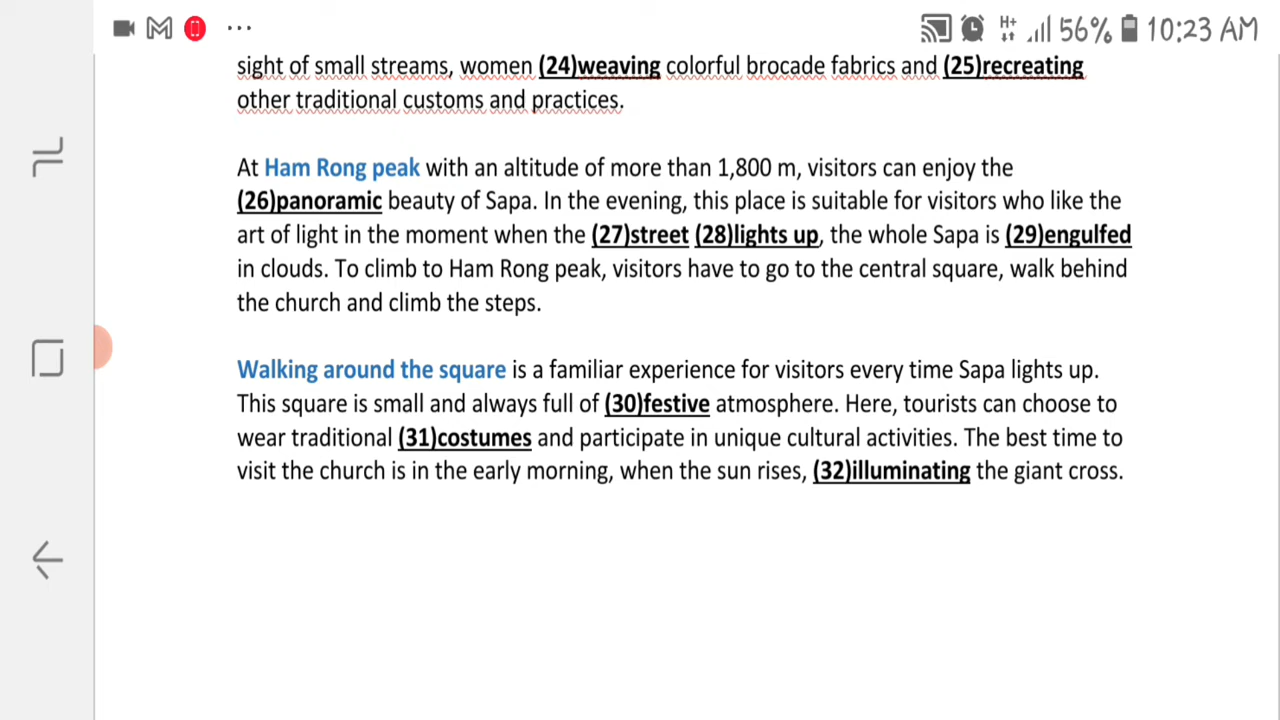 56% 10:23 AM
sight of small streams, women (24)weaving colorful brocade fabrics and (25)recreating
other traditional customs and practices.
At Ham Rong peak with an altitude of more than 1,800 m, visitors can enjoy the
(26)panoramic beauty of Sapa. In the evening, this place is suitable for visitors who like the
art of light in the moment when the (27)street (28)lights up, the whole Sapa is (29)engulfed
in clouds. To climb to Ham Rong peak, visitors have to go to the central square, walk behind
the church and climb the steps.
Walking around the square is a familiar experience for visitors every time Sapa lights up.
This square is small and always full of (30)festive atmosphere. Here, tourists can choose to
wear traditional (31)costumes and participate in unique cultural activities. The best time to
visit the church is in the early morning, when the sun rises, (32)illuminating the giant cross.